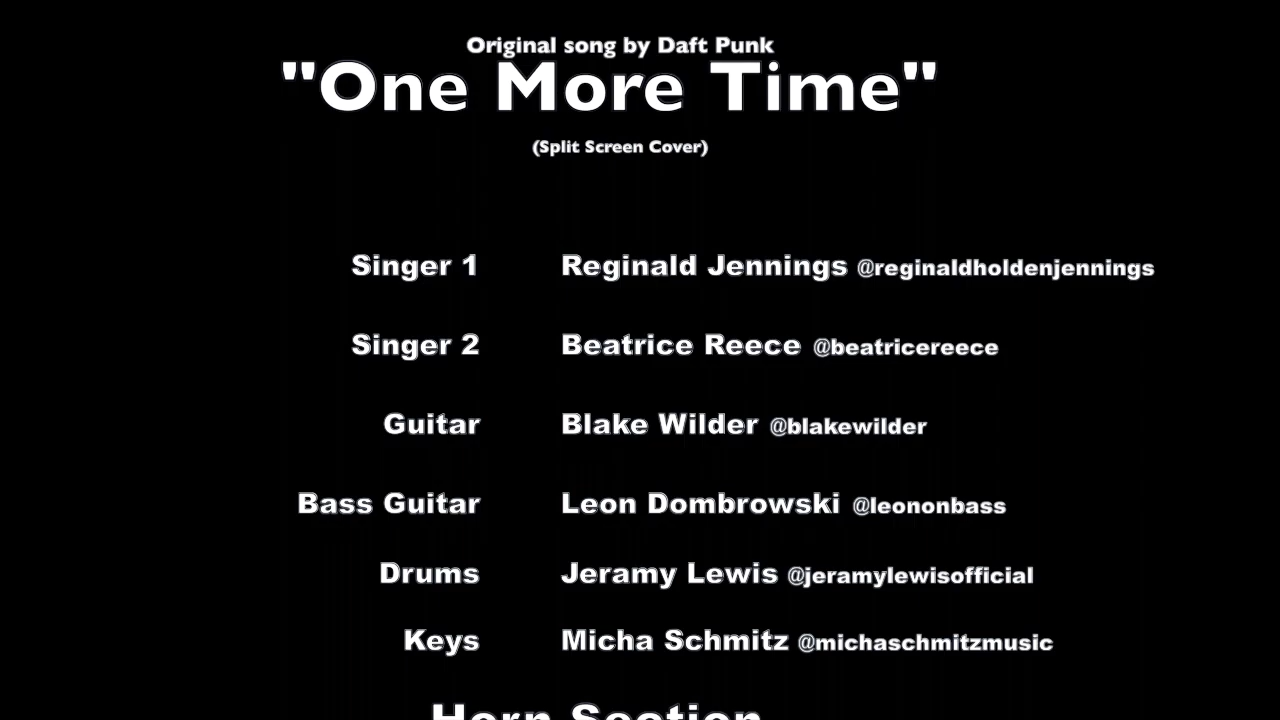 Original song by Daft Punk
"One More Time"
(Split Screen Cover)
Singer 1 Reginald Jennings @reginaldholdenjennings
Singer 2 Beatrice Reece @beatricereece
Guitar Blake Wilder @blakewilder
Bass Guitar Leon Dombrowski @leononbass
Drums Jeramy Lewis @jeramylewisofficial
Keys Micha Schmitz @michaschmitzmusic
Horn Section